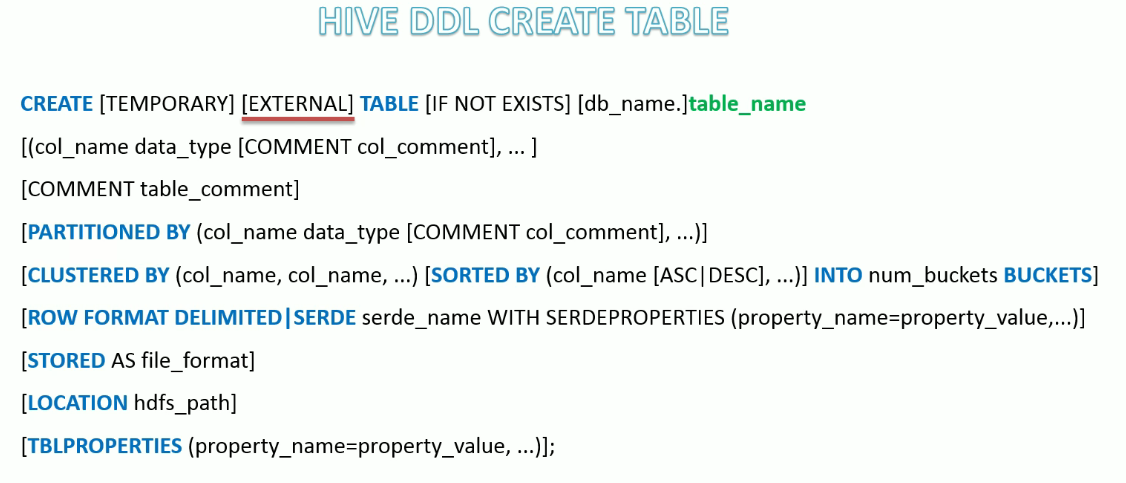 HIVE DDL CREATE TABLE
CREATE [TEMPORARY] [EXTERNAL] TABLE [IF NOT EXISTS] [db_name.]table_name
[(col_name data_type [COMMENT col_comment], ... ]
[COMMENT table_comment]
[PARTITIONED BY (col_name data_type [COMMENT col_comment], ...)]
[CLUSTERED BY (col_name, col_name, ...) [SORTED BY (col_name [ASC|DESC], ...)] INTO num_buckets BUCKETS]
[ROW FORMAT DELIMITED|SERDE serde_name WITH SERDEPROPERTIES (property_name=property_value,...)]
[STORED AS file_format]
[LOCATION hdfs_path]
[TBLPROPERTIES (property_name=property_value, ...)];